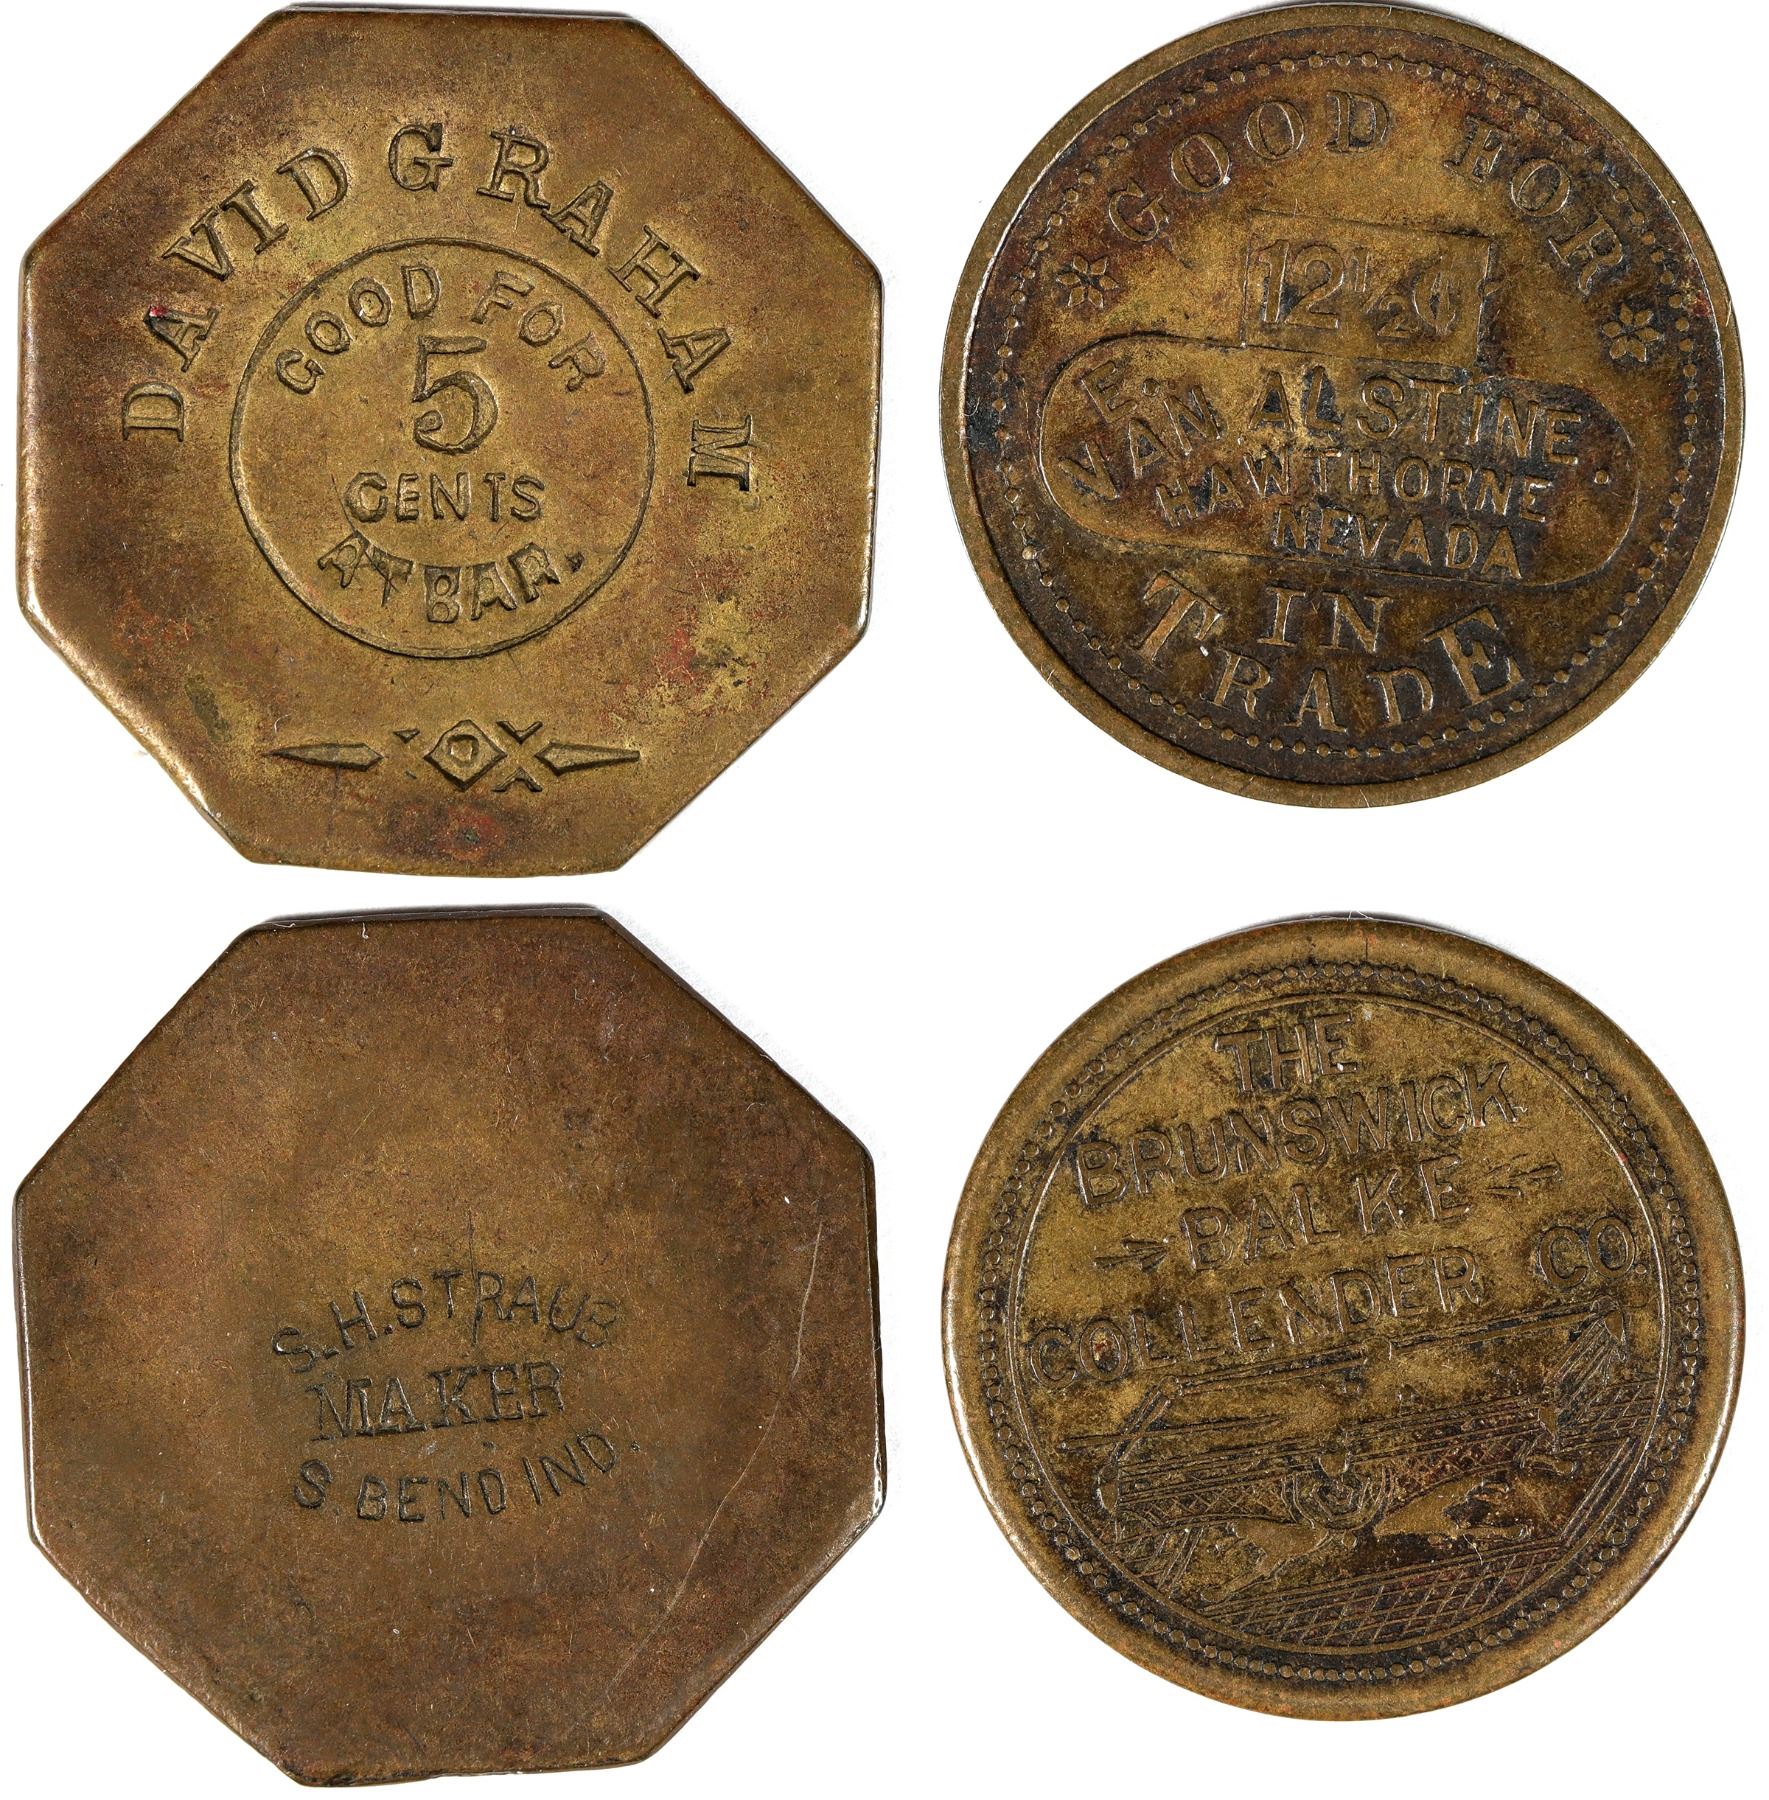 DAVID GRAHAM
GOOD FOR
5
CENTS
AT BAR.
GOOD FOR
12½¢
E.
VAN ALSTINE.
HAWTHORNE
NEVADA
IN
TRADE
S.H. STRAUB
MAKER
S. BEND IND.
THE
BRUNSWICK
BALKE
COLLENDER CO.